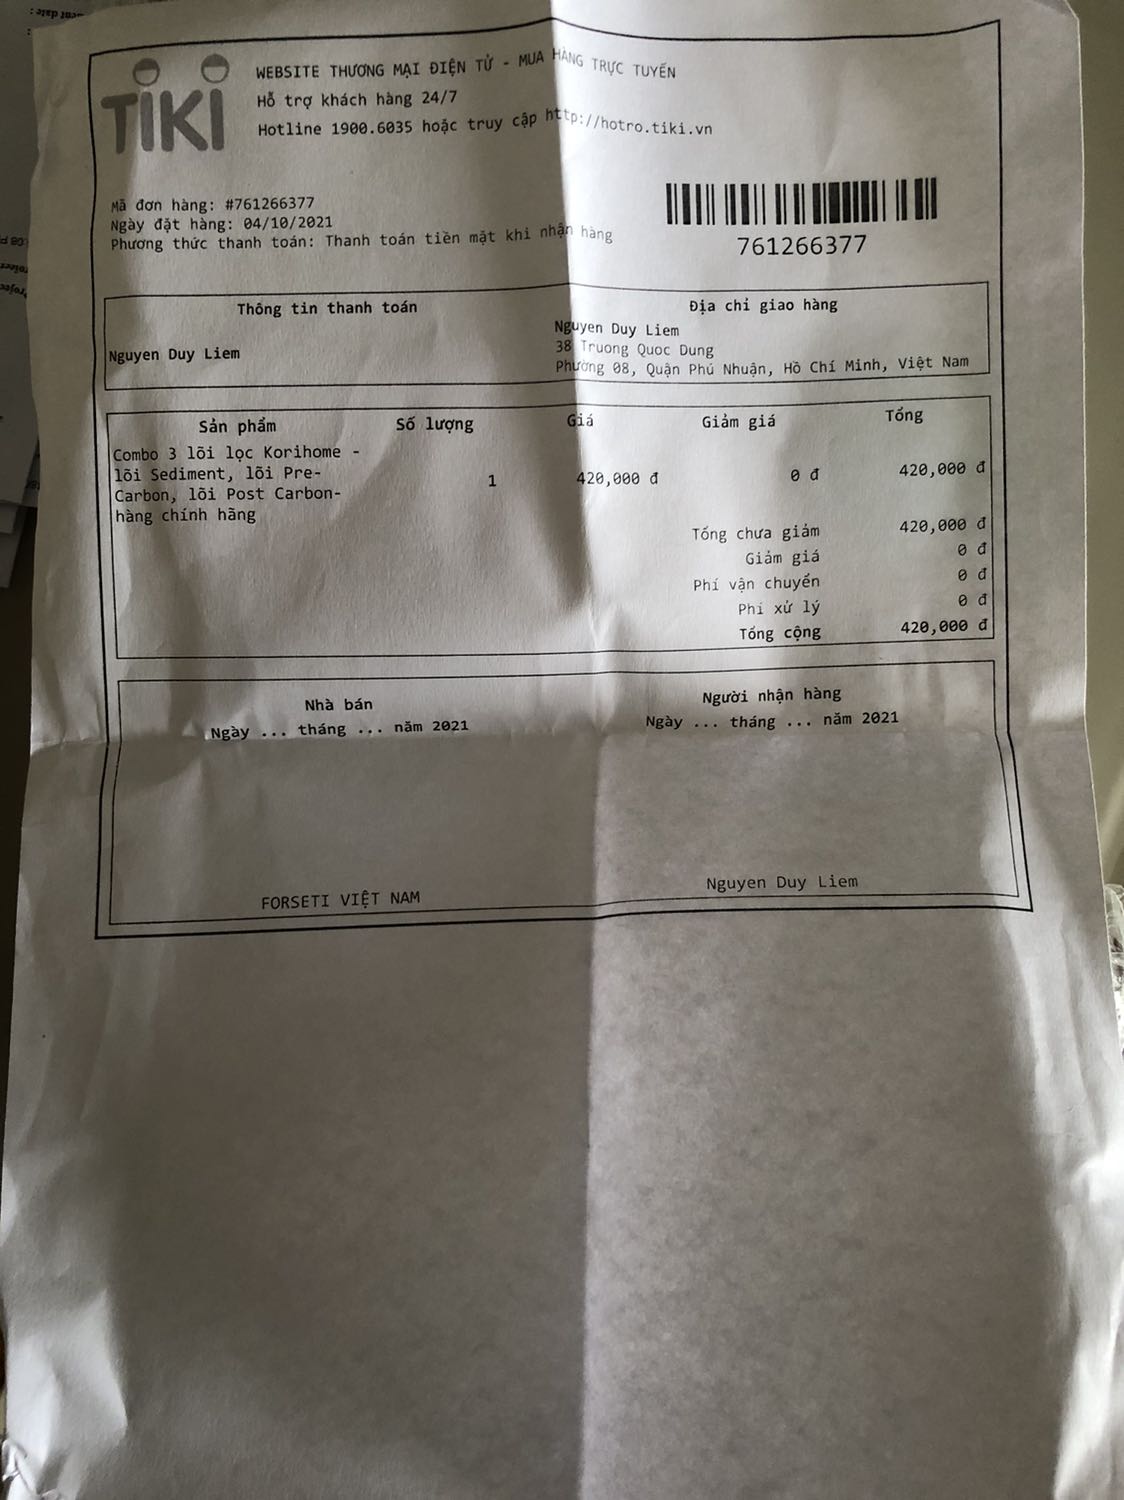 TIKI
WEBSITE THƯƠNG MẠI ĐIỆN TỬ - MUA HÀNG TRỰC TUYẾN
Hỗ trợ khách hàng 24/7
Hotline 1900.6035 hoặc truy cập http://hotro.tiki.vn
Mã đơn hàng: #761266377
Ngày đặt hàng: 04/10/2021
Phương thức thanh toán: Thanh toán tiền mặt khi nhận hàng
761266377
Thông tin thanh toán
Nguyen Duy Liem
Địa chỉ giao hàng
Nguyen Duy Liem
38 Truong Quoc Dung
Phường 08, Quận Phú Nhuận, Hồ Chí Minh, Việt Nam
Sản phẩm Số lượng Giá Giảm giá Tổng
Combo 3 lõi lọc Korihome -
lõi Sediment, lõi Pre-
Carbon, lõi Post Carbon-
hàng chính hãng
1 420,000 đ 0 đ 420,000 đ
Tổng chưa giảm 420,000 đ
Giảm giá 0 đ
Phí vận chuyển 0 đ
Phí xử lý 0 đ
Tổng cộng 420,000 đ
Nhà bán
Ngày ... tháng ... năm 2021
FORSETI VIỆT NAM
Người nhận hàng
Ngày ... tháng ... năm 2021
Nguyen Duy Liem